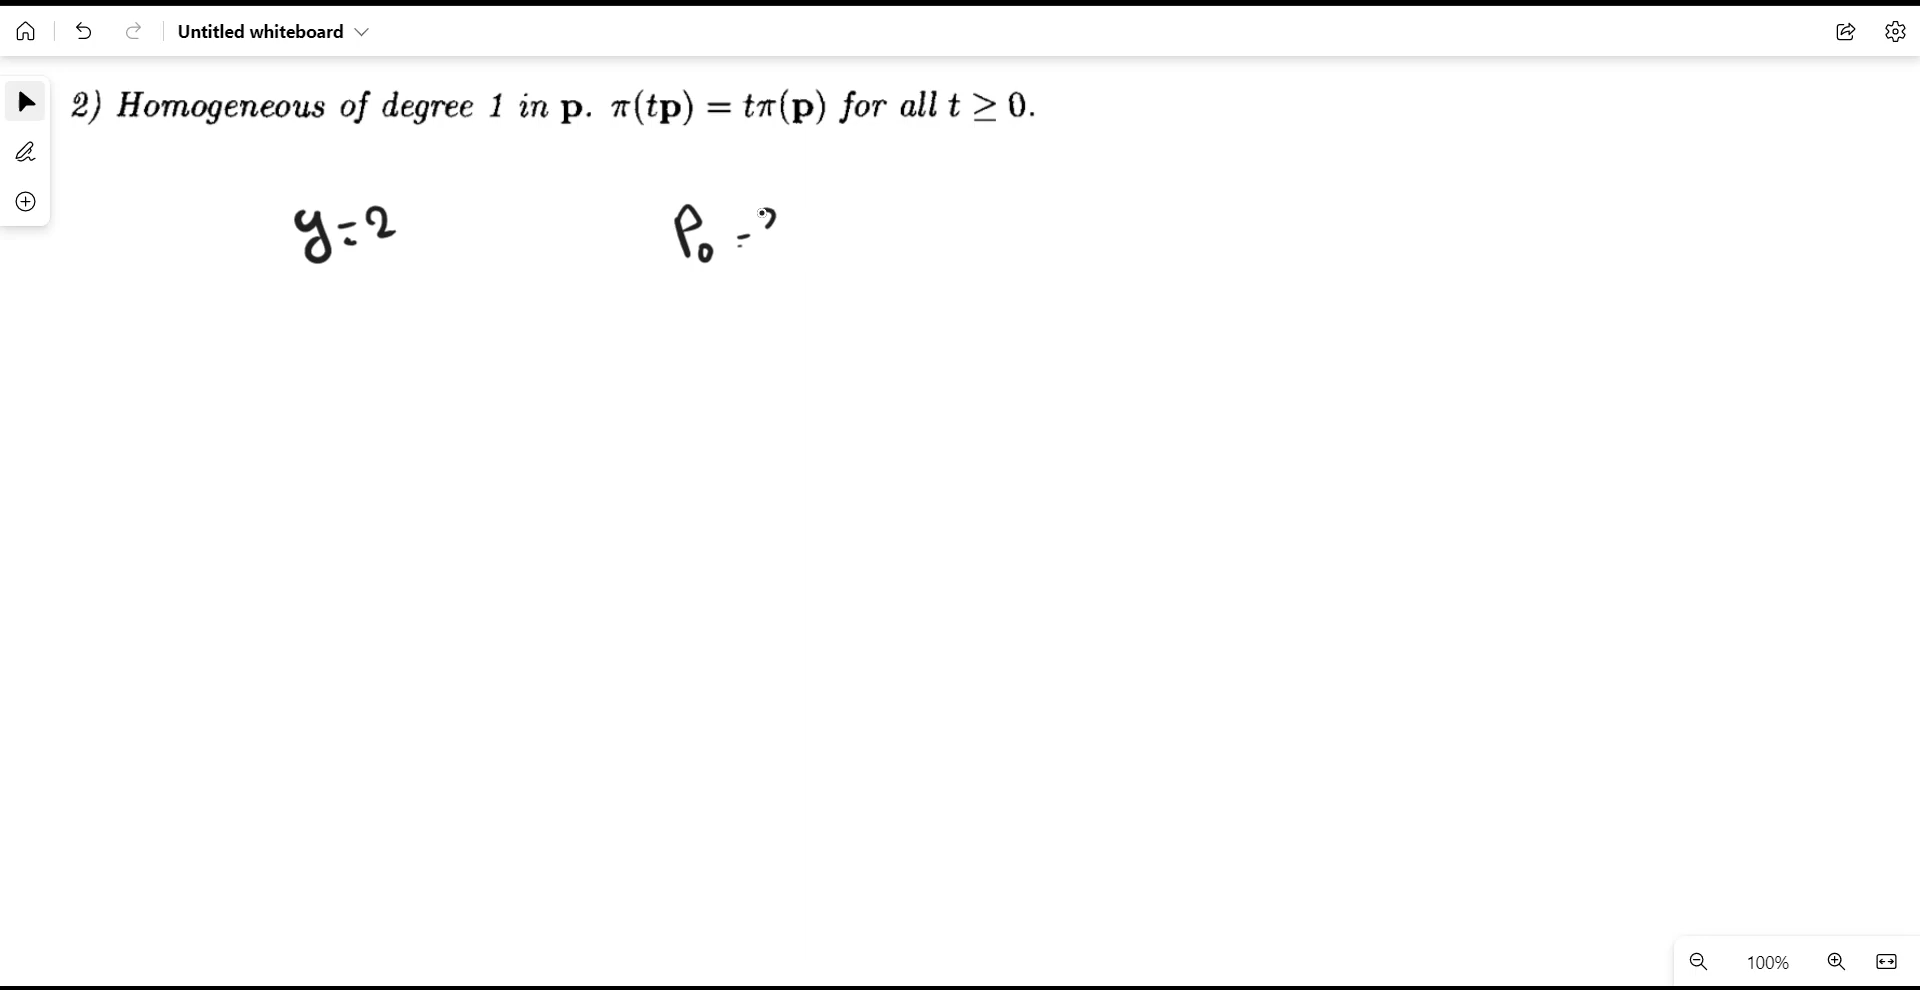 Untitled whiteboard
2) Homogeneous of degree 1 in p. π(tp) = tπ(p) for all t ≥ 0.
y=2 P₀ =
100%